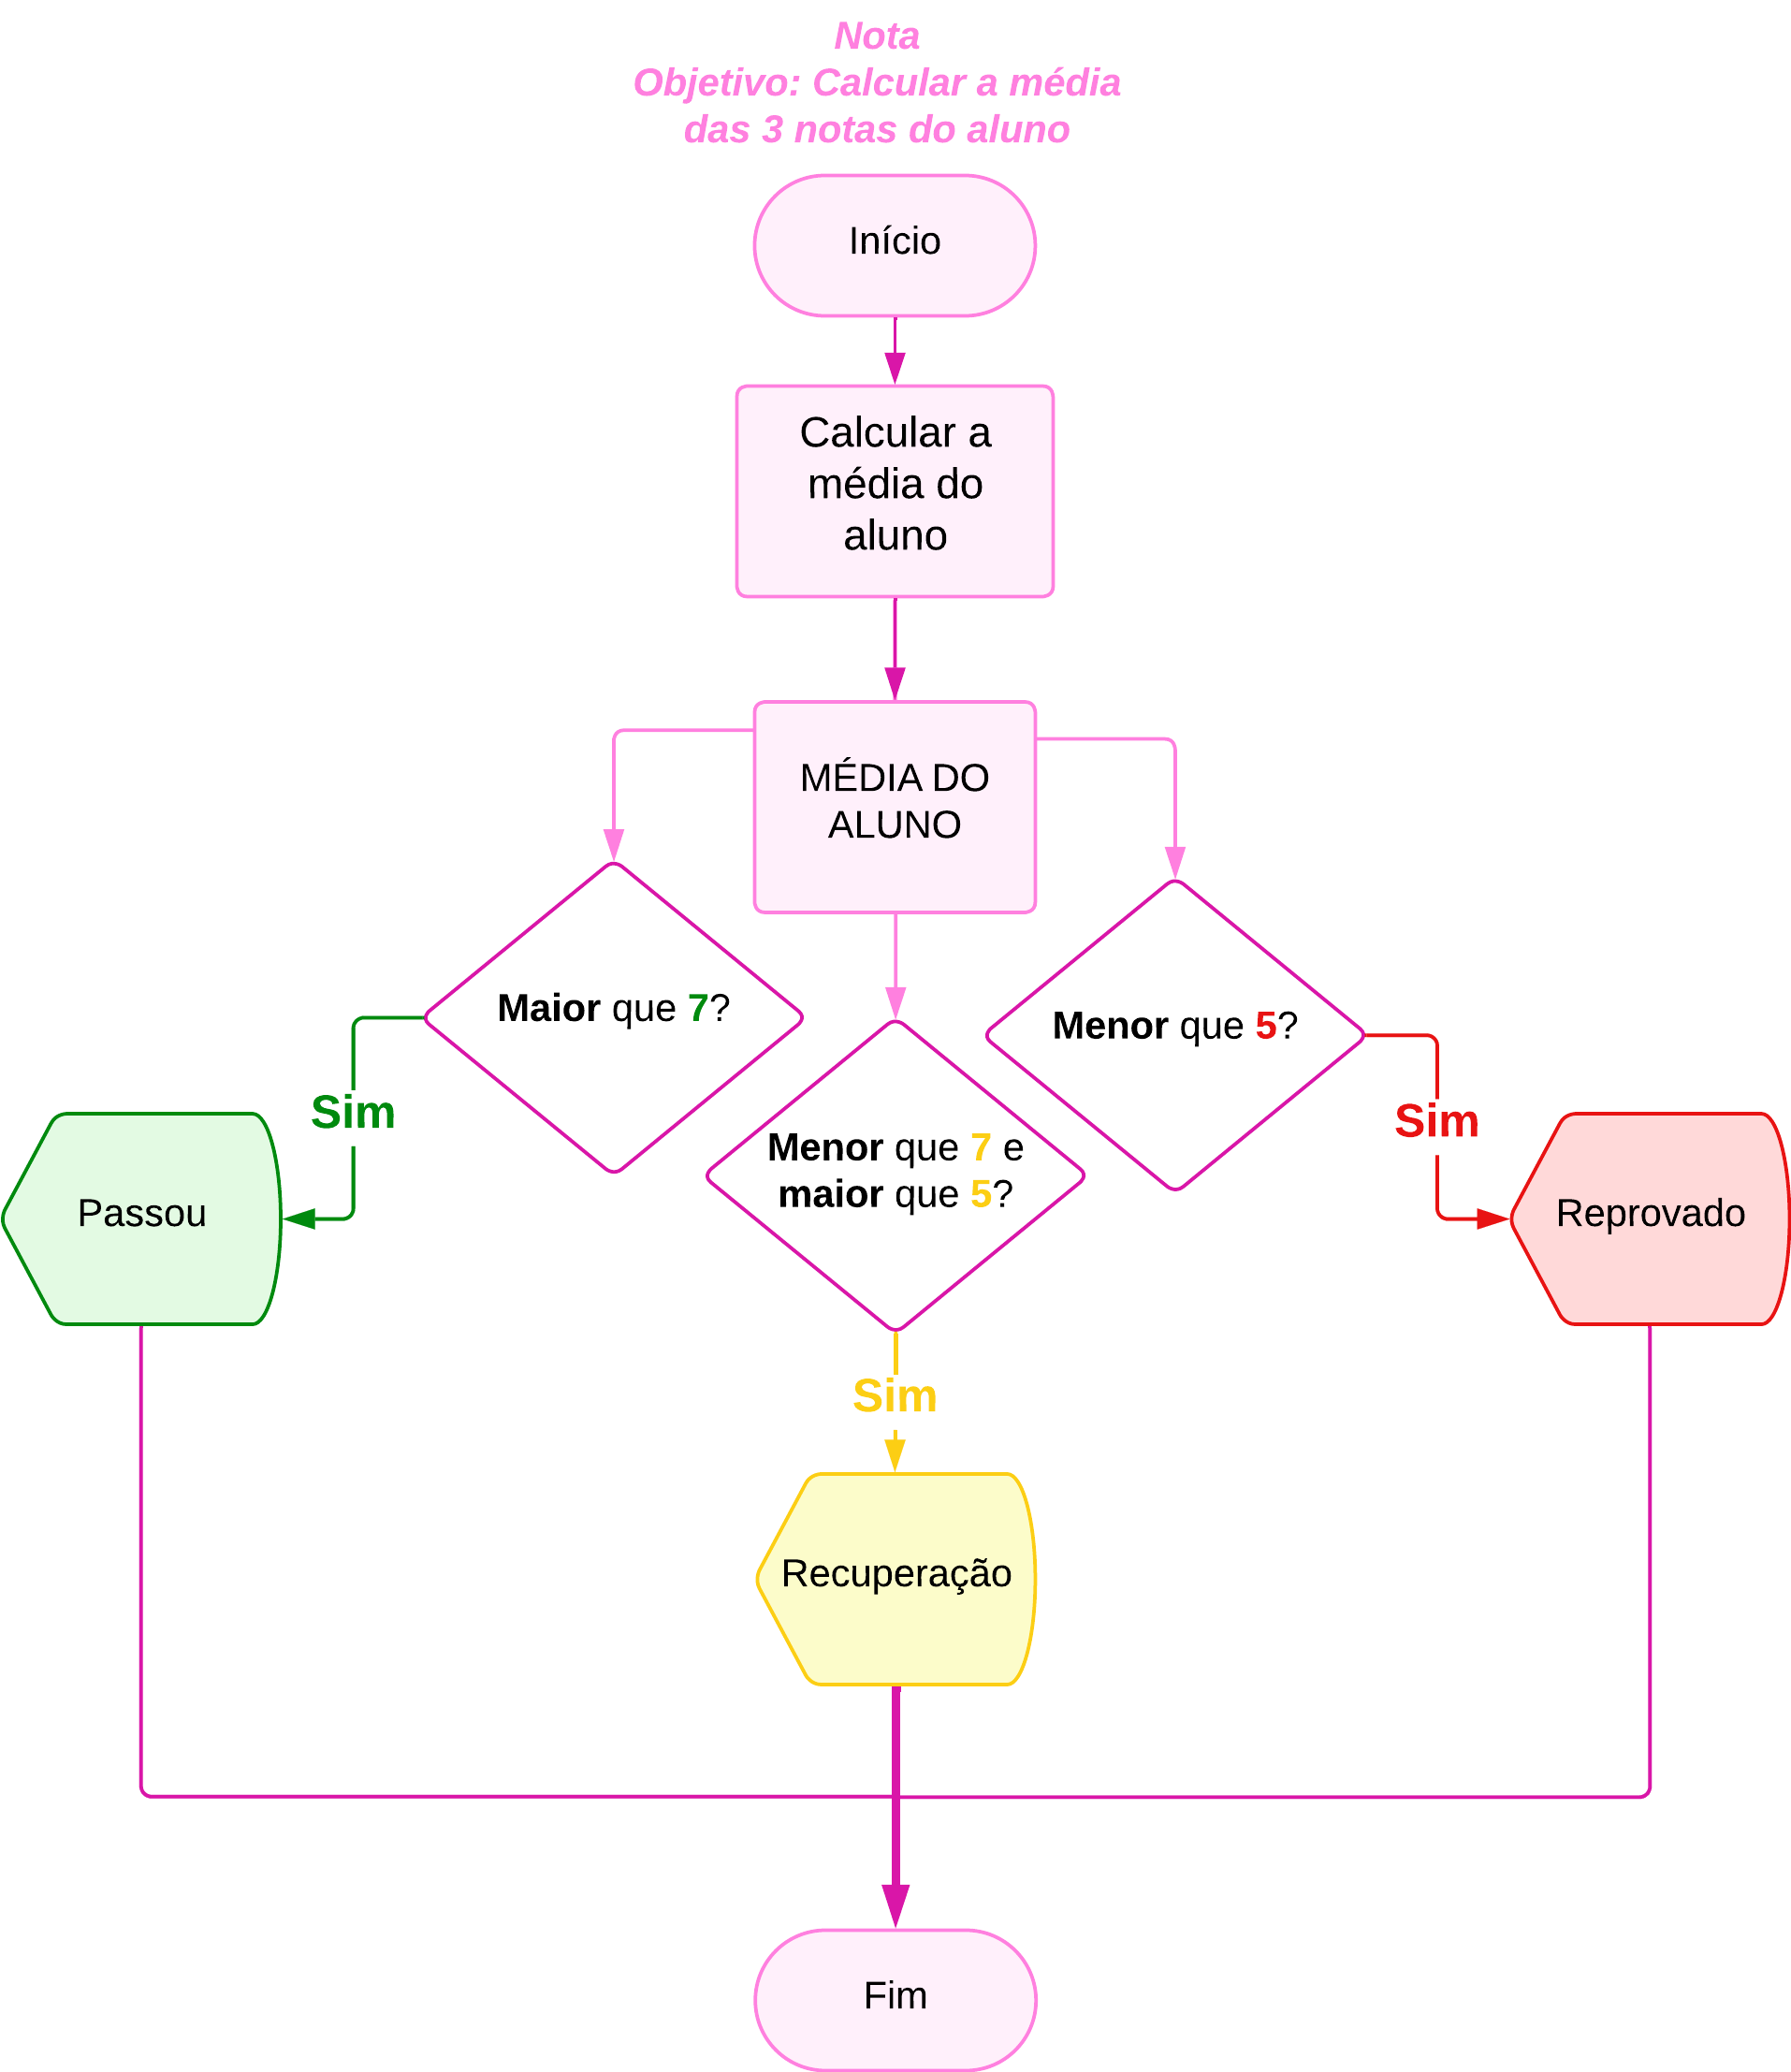 Nota
Objetivo: Calcular a média
das 3 notas do aluno
Início
Calcular a
média do
aluno
MÉDIA DO
ALUNO
Maior que 7?
Menor que 5?
Menor que 7 e
maior que 5?
Sim
Sim
Passou
Reprovado
Sim
Recuperação
Fim